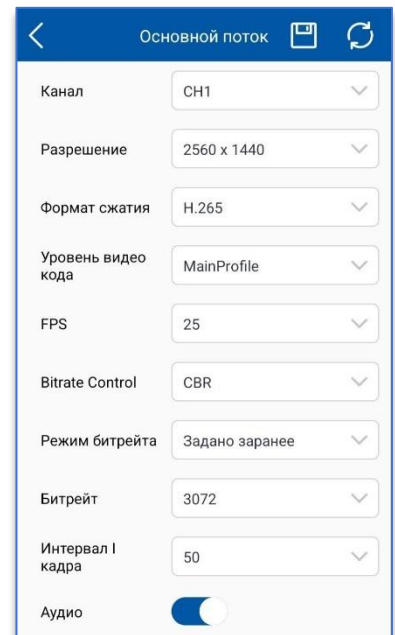 Основной поток
Канал
CH1
Разрешение
2560 x 1440
Формат сжатия
H.265
Уровень видео
кода
MainProfile
FPS
25
Bitrate Control
CBR
Режим битрейта
Задано заранее
Битрейт
3072
Интервал I
кадра
50
Аудио